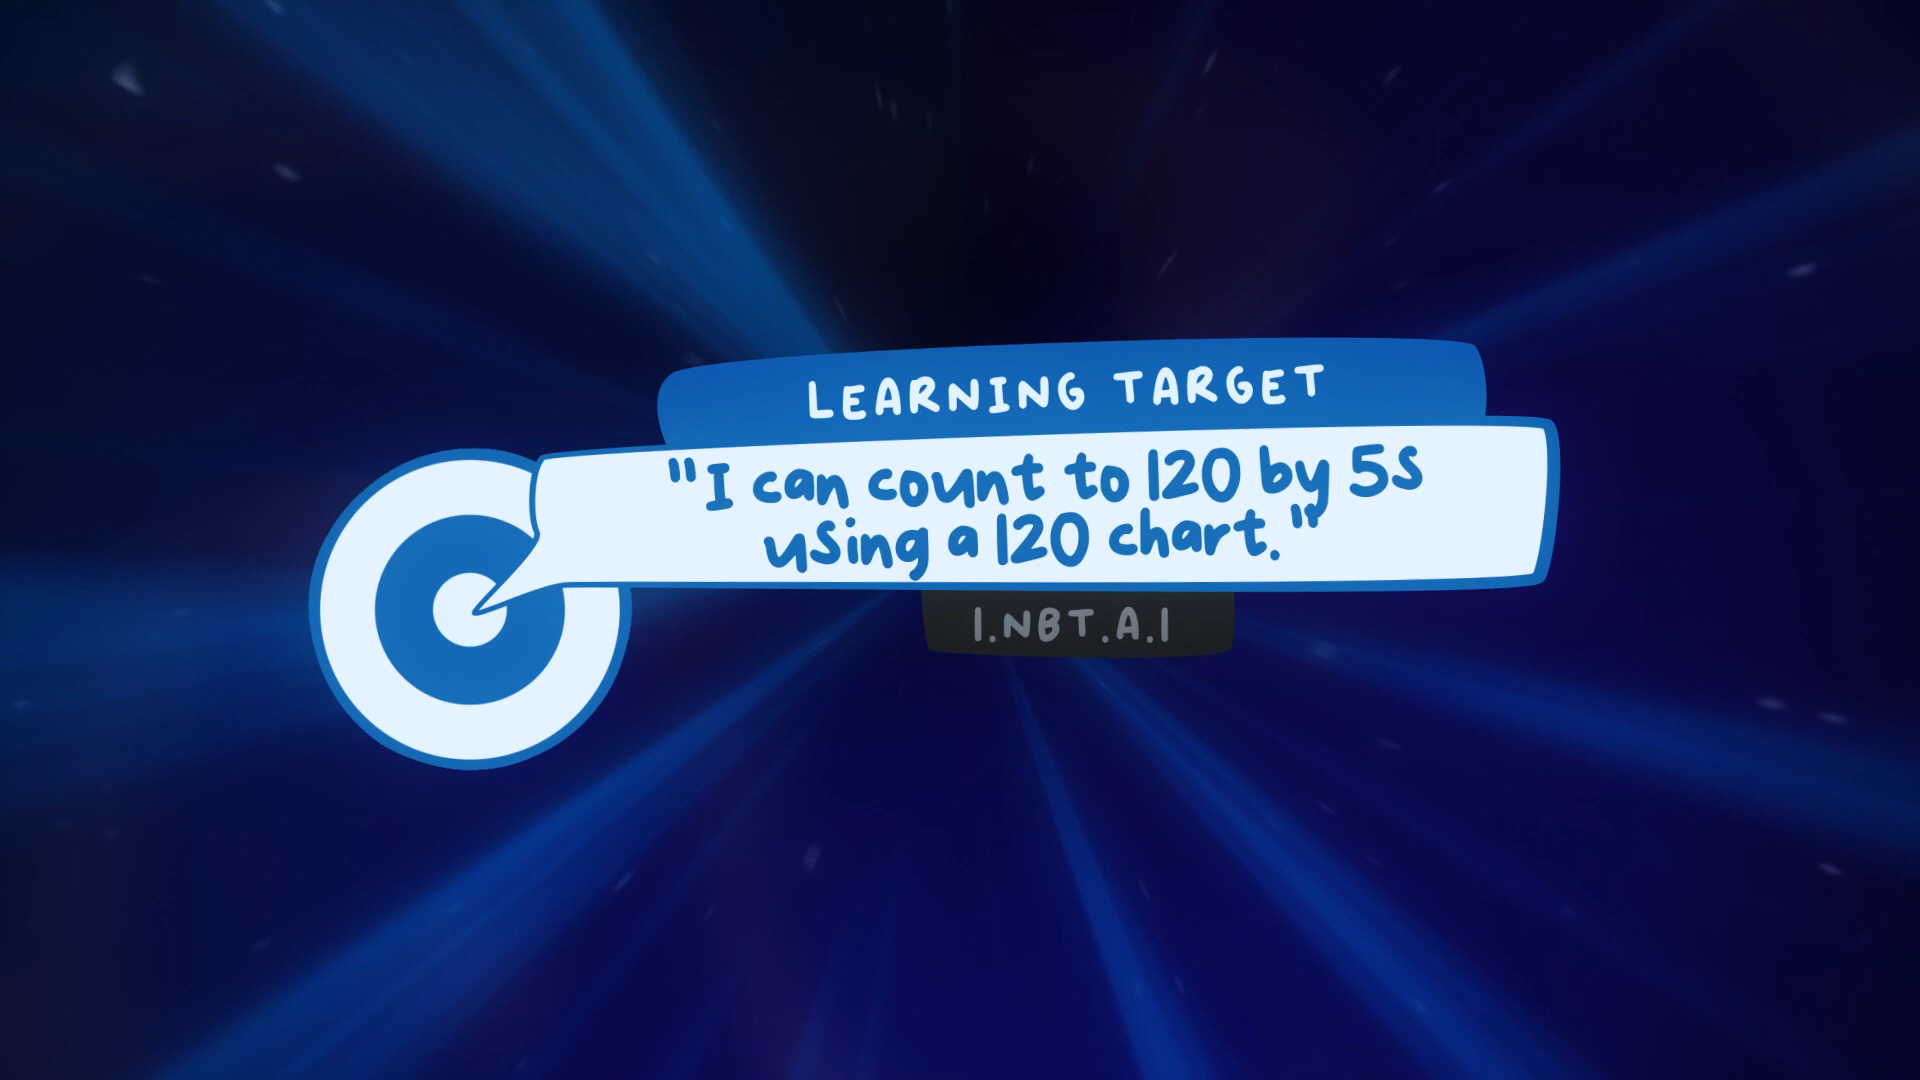 LEARNING TARGET
"I can count to 120 by 5s
using a 120 chart."
1.NBT.A.1